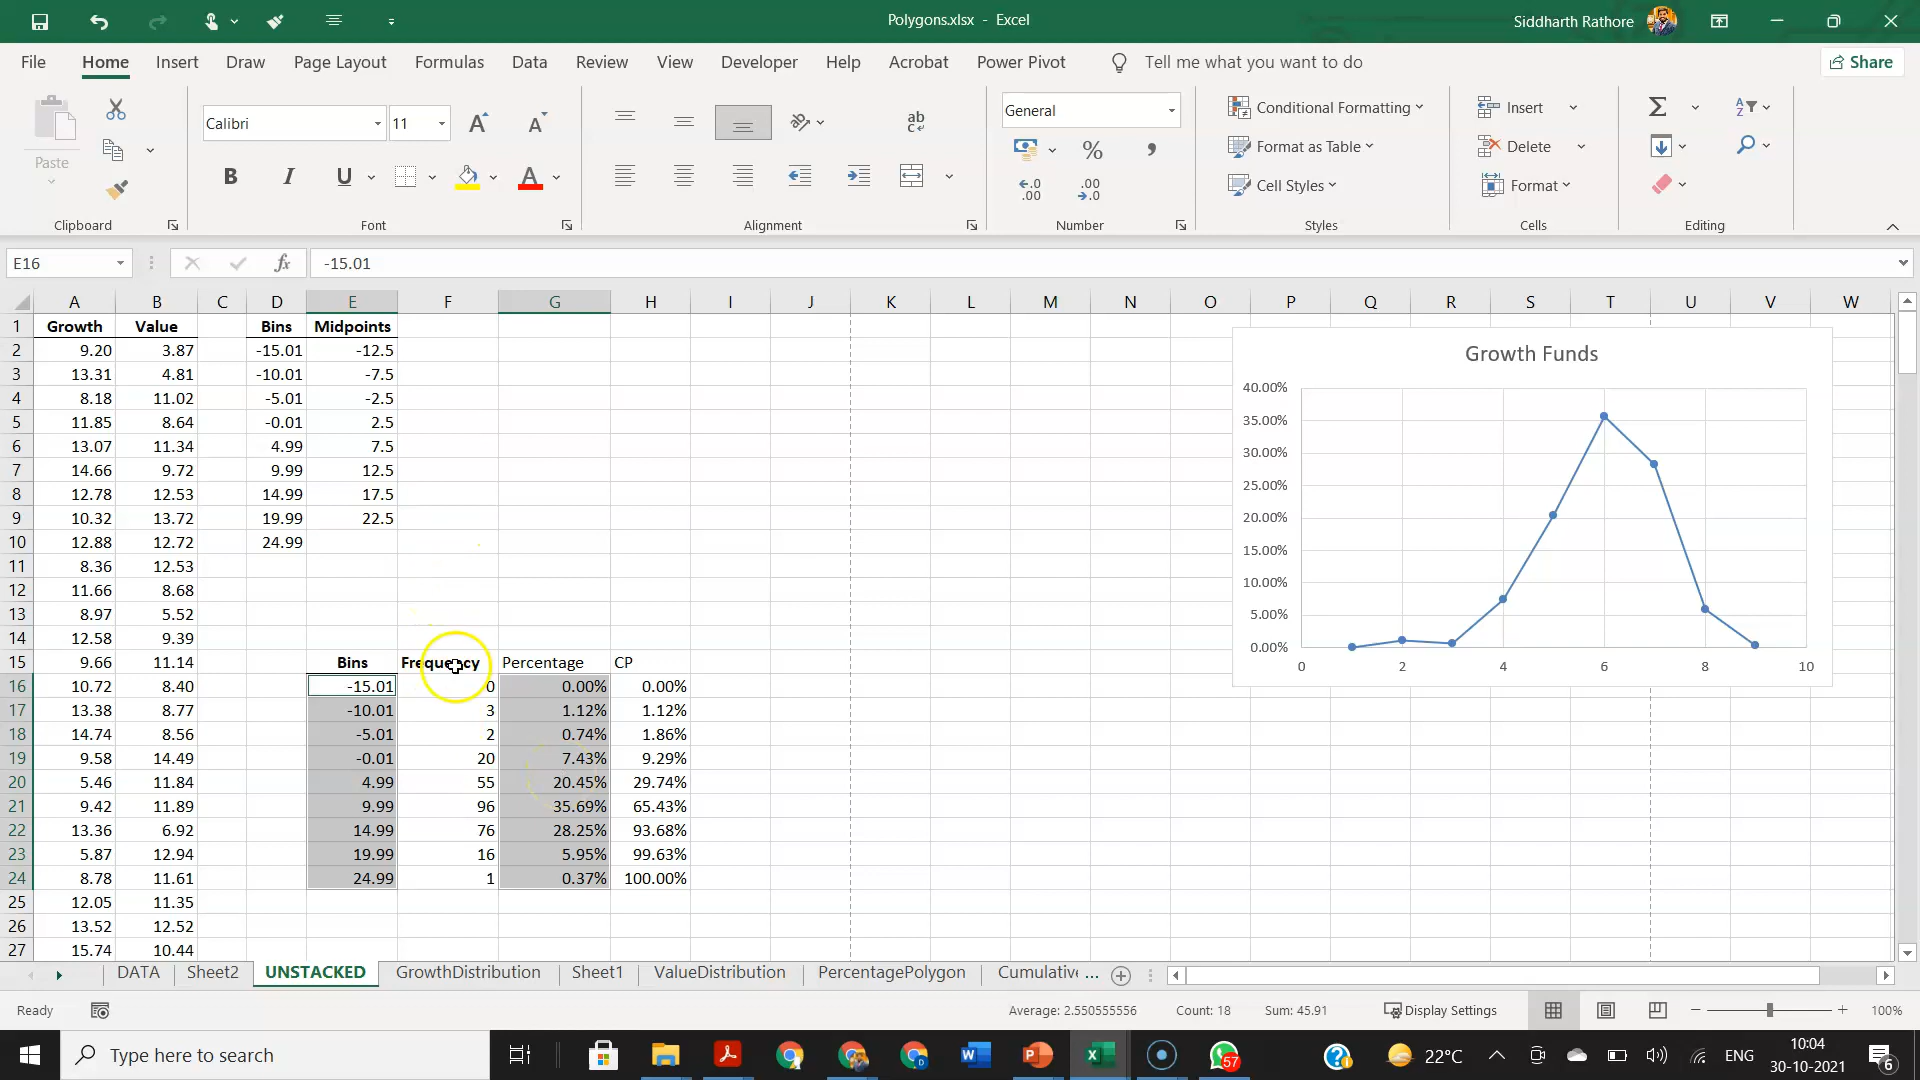 Polygons.xlsx - Excel
Siddharth Rathore
File Home Insert Draw Page Layout Formulas Data Review View Developer Help Acrobat Power Pivot Tell me what you want to do Share
Paste
Calibri 11
B I U A
ab
General
% ,
Conditional Formatting
Format as Table
Cell Styles
Insert
Delete
Format
Clipboard Font Alignment Number Styles Cells Editing
E16 fx -15.01
A B C D E F G H I J K L M N O P Q R S T U V W
1 Growth Value Bins Midpoints
2 9.20 3.87 -15.01 -12.5
3 13.31 4.81 -10.01 -7.5
4 8.18 11.02 -5.01 -2.5
5 11.85 8.64 -0.01 2.5
6 13.07 11.34 4.99 7.5
7 14.66 9.72 9.99 12.5
8 12.78 12.53 14.99 17.5
9 10.32 13.72 19.99 22.5
10 12.88 12.72 24.99
11 8.36 12.53
12 11.66 8.68
13 8.97 5.52
14 12.58 9.39
15 9.66 11.14 Bins Frequency Percentage CP
16 10.72 8.40 -15.01 0 0.00% 0.00%
17 13.38 8.77 -10.01 3 1.12% 1.12%
18 14.74 8.56 -5.01 2 0.74% 1.86%
19 9.58 14.49 -0.01 20 7.43% 9.29%
20 5.46 11.84 4.99 55 20.45% 29.74%
21 9.42 11.89 9.99 96 35.69% 65.43%
22 13.36 6.92 14.99 76 28.25% 93.68%
23 5.87 12.94 19.99 16 5.95% 99.63%
24 8.78 11.61 24.99 1 0.37% 100.00%
25 12.05 11.35
26 13.52 12.52
27 15.74 10.44
Growth Funds
40.00%
35.00%
30.00%
25.00%
20.00%
15.00%
10.00%
5.00%
0.00%
0 2 4 6 8 10
DATA Sheet2 UNSTACKED GrowthDistribution Sheet1 ValueDistribution PercentagePolygon Cumulative ...
Ready Average: 2.550555556 Count: 18 Sum: 45.91 Display Settings 100%
Type here to search
57
22°C
ENG
10:04
30-10-2021
6